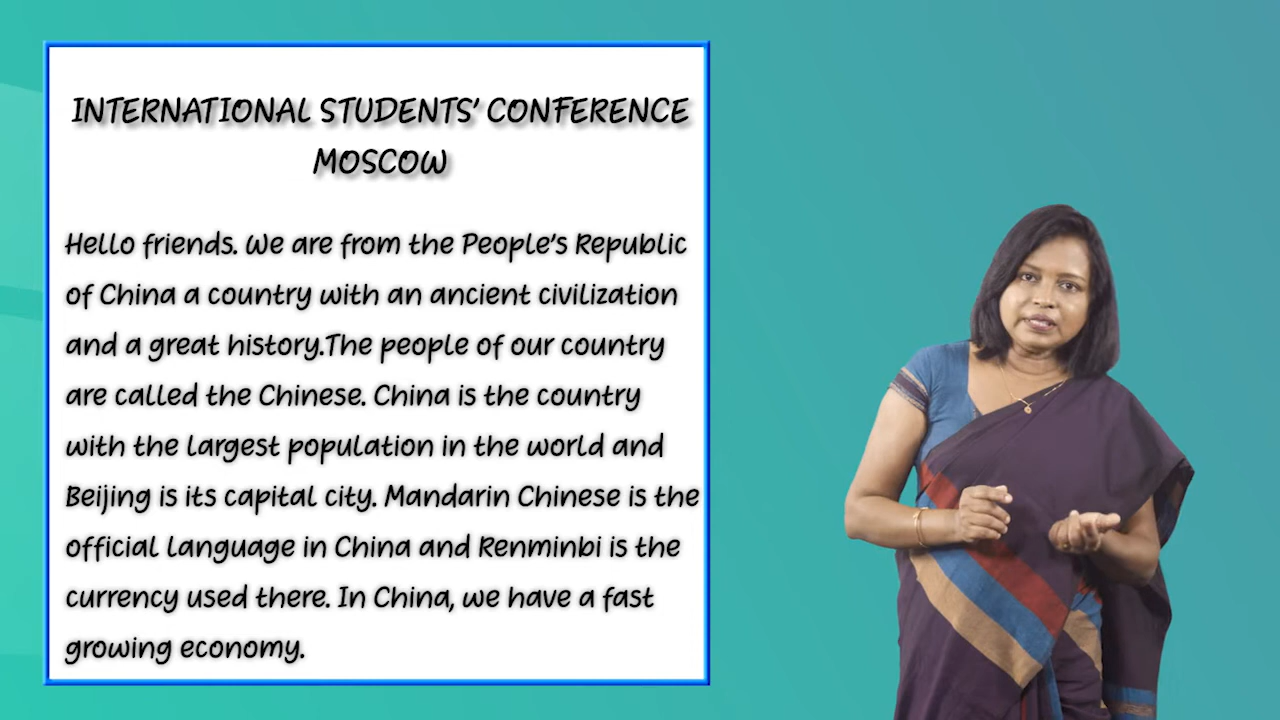 INTERNATIONAL STUDENTS' CONFERENCE
MOSCOW
Hello friends. We are from the People's Republic
of China a country with an ancient civilization
and a great history.The people of our country
are called the Chinese. China is the country
with the largest population in the world and
Beijing is its capital city. Mandarin Chinese is the
official language in China and Renminbi is the
currency used there. In China, we have a fast
growing economy.